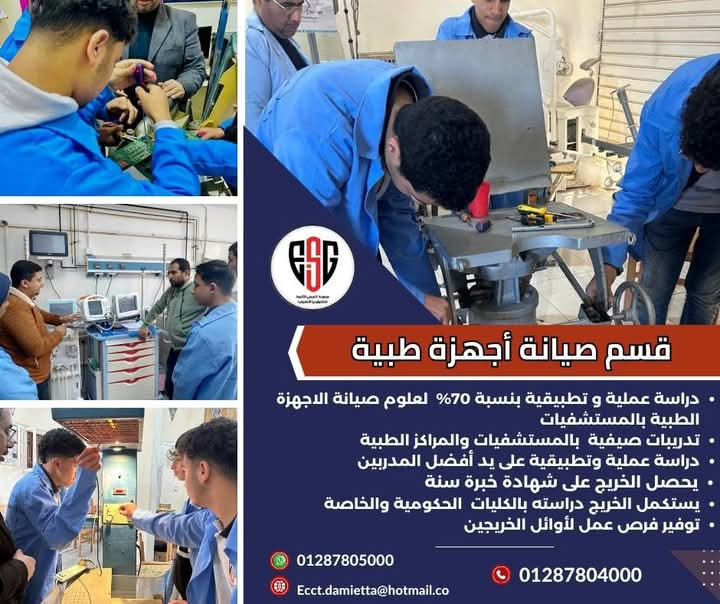 ESG
قسم صيانة أجهزة طبية
دراسة عملية و تطبيقية بنسبة 70% لعلوم صيانة الاجهزة
الطبية بالمستشفيات
تدريبات صيفية بالمستشفيات والمراكز الطبية
دراسة عملية وتطبيقية على يد أفضل المدربين
يحصل الخريج على شهادة خبرة سنة
يستكمل الخريج دراسته بالكليات الحكومية والخاصة
توفير فرص عمل لأوائل الخريجين
01287805000
01287804000
Ecct.damietta@hotmail.co